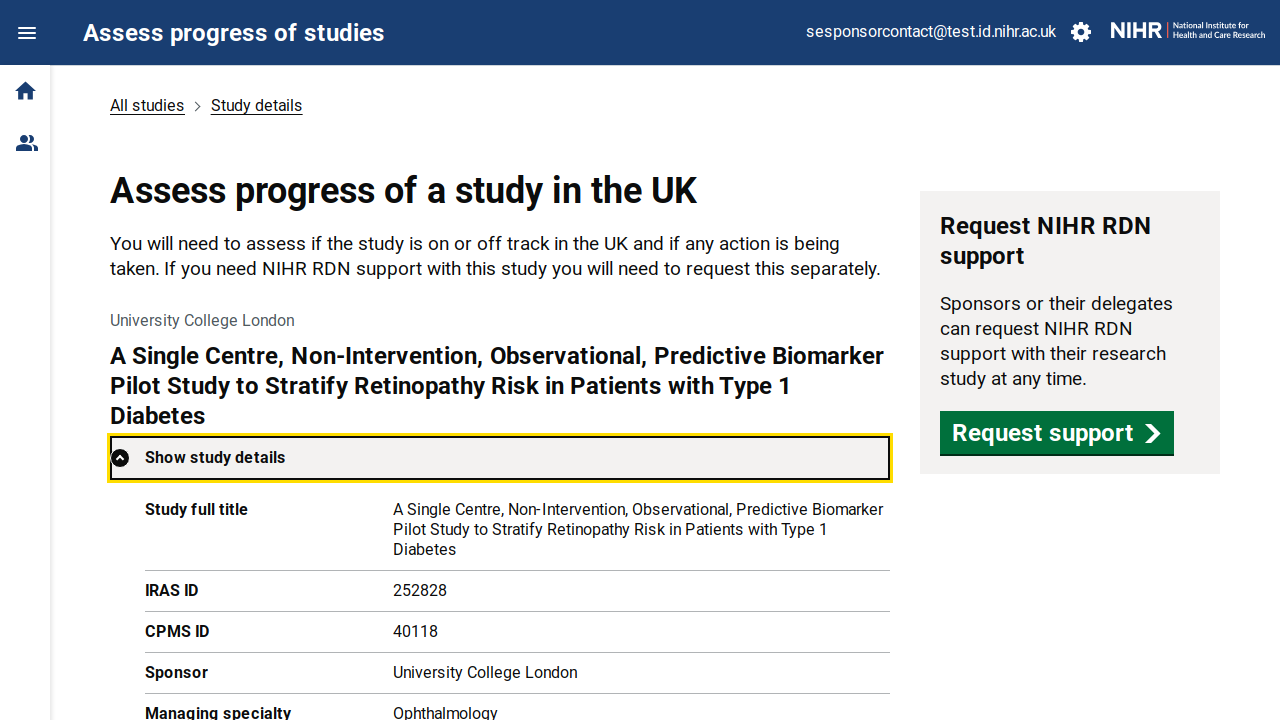 Assess progress of studies
sesponsorcontact@test.id.nihr.ac.uk
NIHR | National Institute for
Health and Care Research
All studies
Study details
Assess progress of a study in the UK
You will need to assess if the study is on or off track in the UK and if any action is being
taken. If you need NIHR RDN support with this study you will need to request this separately.
University College London
A Single Centre, Non-Intervention, Observational, Predictive Biomarker
Pilot Study to Stratify Retinopathy Risk in Patients with Type 1
Diabetes
Show study details
Study full title
A Single Centre, Non-Intervention, Observational, Predictive Biomarker
Pilot Study to Stratify Retinopathy Risk in Patients with Type 1
Diabetes
IRAS ID
252828
CPMS ID
40118
Sponsor
University College London
Managing specialty
Ophthalmology
Request NIHR RDN
support
Sponsors or their delegates
can request NIHR RDN
support with their research
study at any time.
Request support